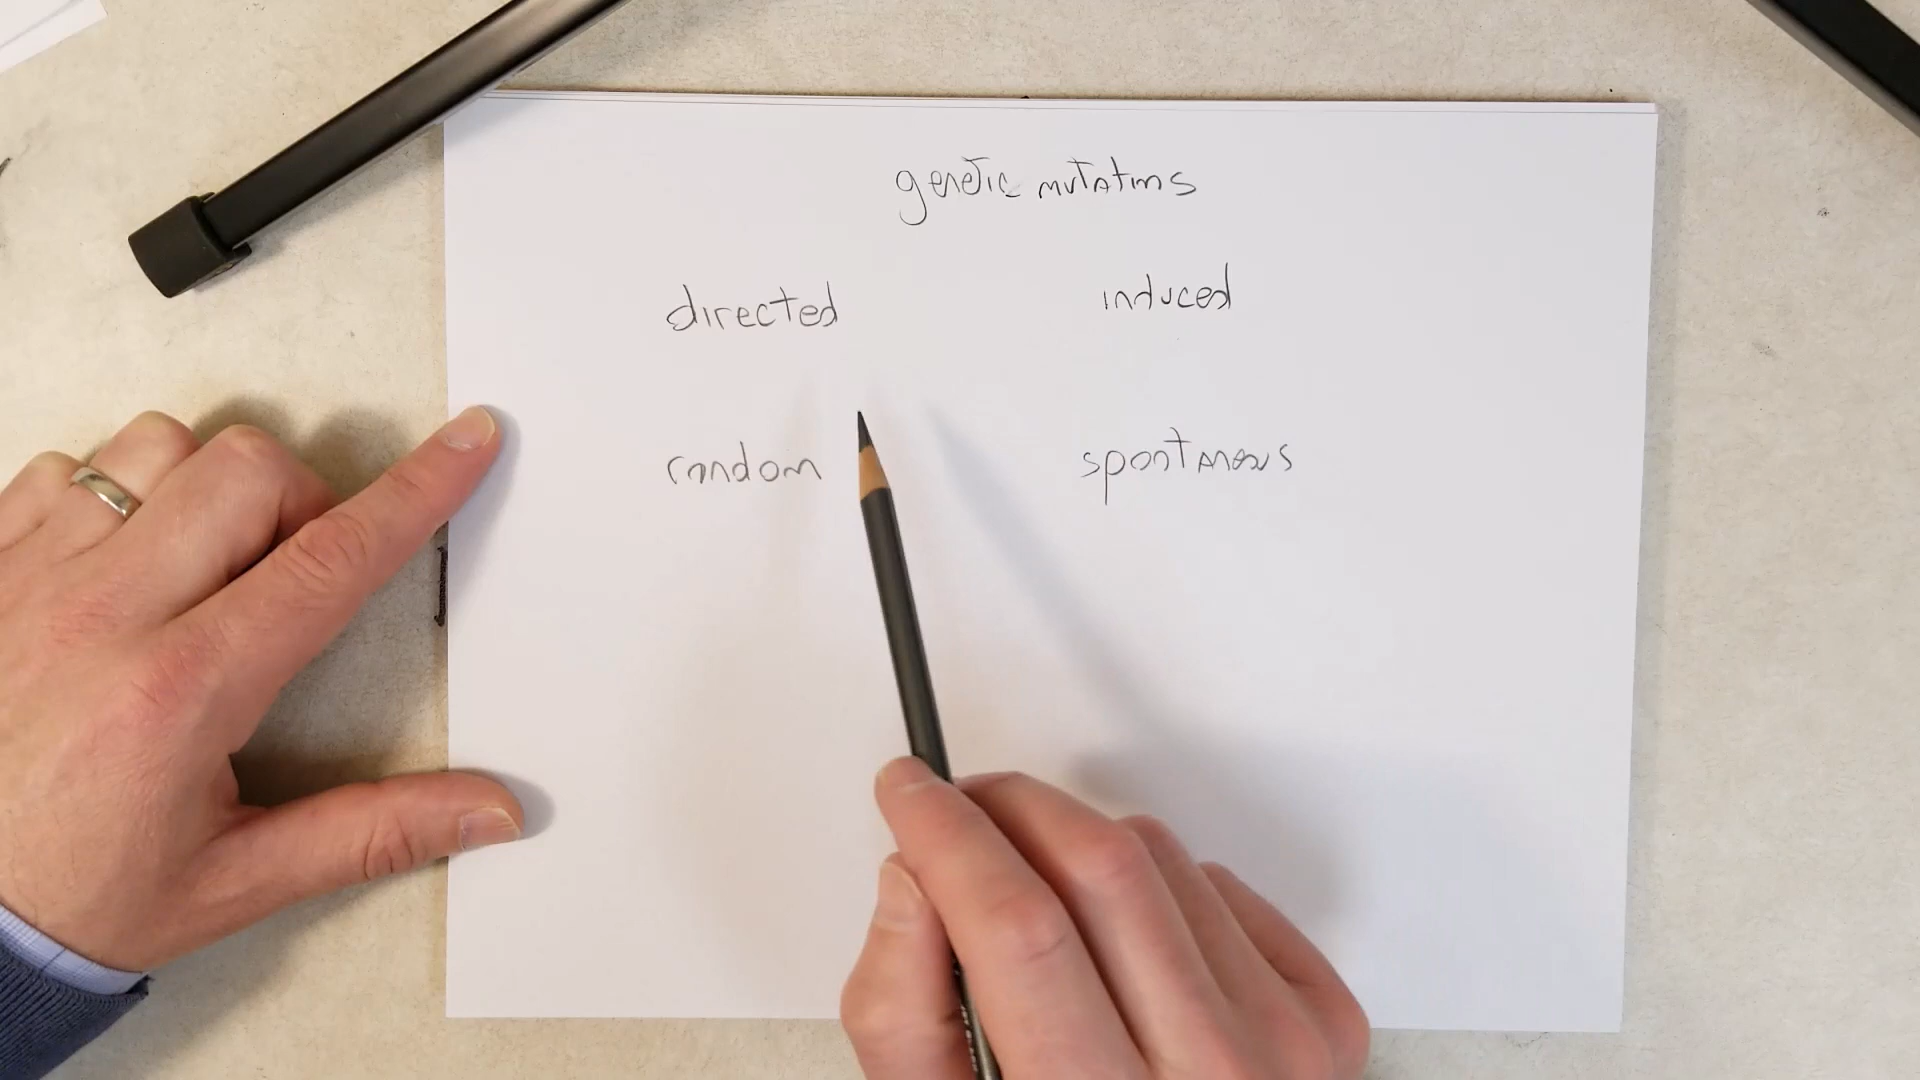 genetic mutations
directed induced
random spontaneous